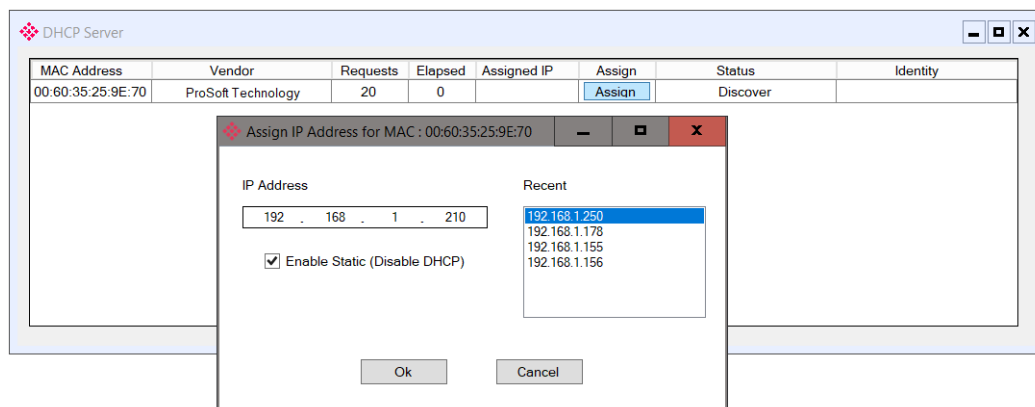 DHCP Server
MAC Address Vendor Requests Elapsed Assigned IP Assign Status Identity
00:60:35:25:9E:70 ProSoft Technology 20 0 Assign Discover
Assign IP Address for MAC : 00:60:35:25:9E:70
IP Address Recent
192 . 168 . 1 . 210
192.168.1.250
192.168.1.178
192.168.1.155
192.168.1.156
Enable Static (Disable DHCP)
Ok Cancel